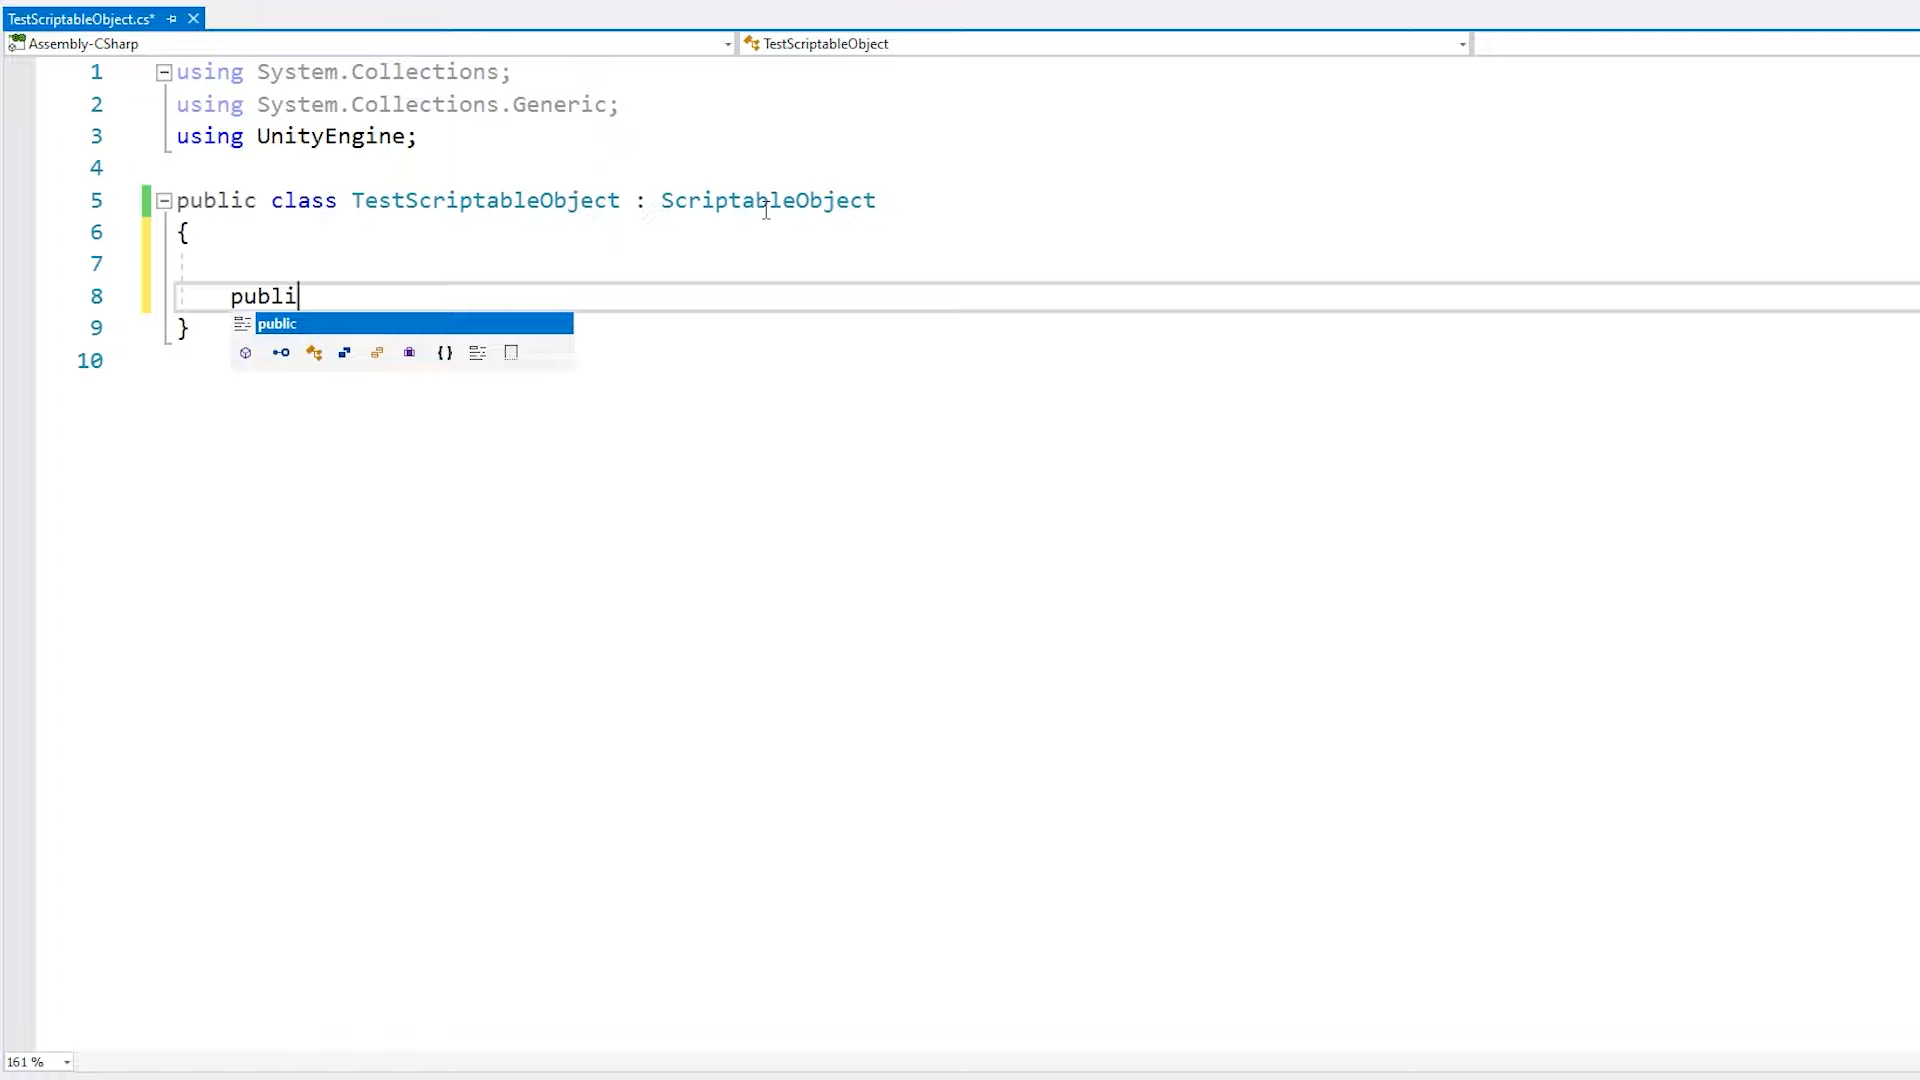 TestScriptableObject.cs*
Assembly-CSharp
TestScriptableObject
1 using System.Collections;
2 using System.Collections.Generic;
3 using UnityEngine;
4
5 public class TestScriptableObject : ScriptableObject
6 {
7
8 publi
public
{}
9 }
10
161 %